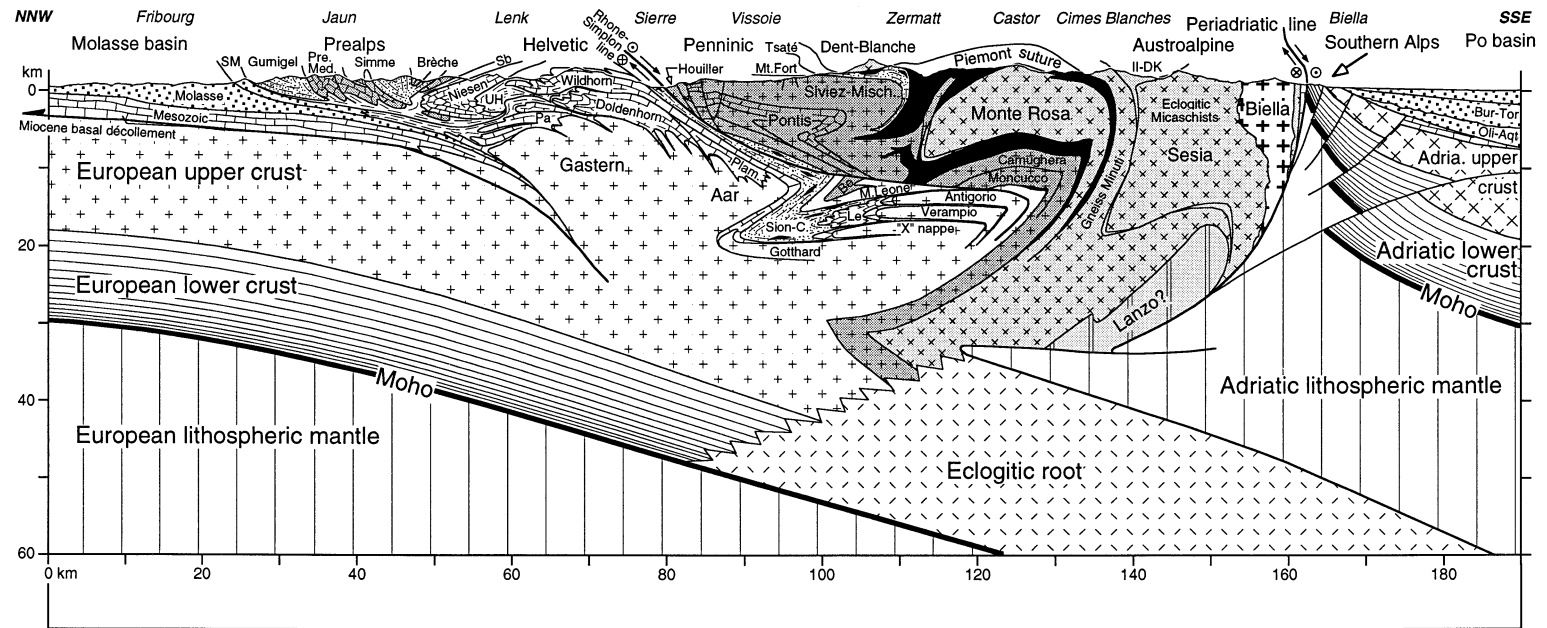 NNW Fribourg Jaun Lenk Sierre Vissoie Zermatt Castor Cimes Blanches Biella SSE
Molasse basin Prealps Helvetic Penninic Dent-Blanche Austroalpine Southern Alps Po basin
Rhone-
Simplon
line
Periadriatic line
Piemont suture
Tsaté
Mt.Fort
Houiller
II-DK
SM Gurnigel Pre. Med. Simme Brèche Sb
km
0
20
40
60
Molasse
Mesozoic
Miocene basal décollement
Niesen
UH
Wildhorn
Doldenhorn
Pa
Plam.
Siviez-Misch.
Pontis
Monte Rosa
Camughera
Moncucco
Eclogitic
Micaschists
Sesia
Biella
Gneiss Minuti
Bur-Tor
Oli-Aqt
Adria. upper
crust
European upper crust
Gastern
Aar
Be
M.Leone
Antigorio
Verampio
Le
"X" nappe
Sion-C.
Gotthard
Adriatic lower
crust
Moho
European lower crust
Lanzo?
Moho
European lithospheric mantle
Adriatic lithospheric mantle
Eclogitic root
0 km 20 40 60 80 100 120 140 160 180